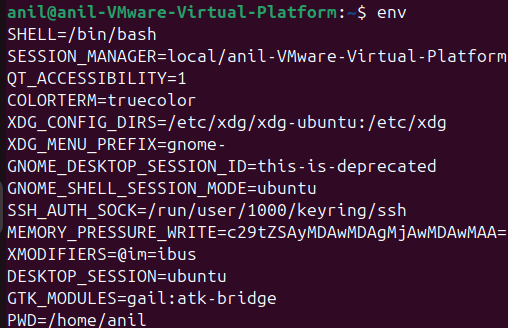 anil@anil-VMware-Virtual-Platform:~$ env
SHELL=/bin/bash
SESSION_MANAGER=local/anil-VMware-Virtual-Platform
QT_ACCESSIBILITY=1
COLORTERM=truecolor
XDG_CONFIG_DIRS=/etc/xdg/xdg-ubuntu:/etc/xdg
XDG_MENU_PREFIX=gnome-
GNOME_DESKTOP_SESSION_ID=this-is-deprecated
GNOME_SHELL_SESSION_MODE=ubuntu
SSH_AUTH_SOCK=/run/user/1000/keyring/ssh
MEMORY_PRESSURE_WRITE=c29tZSAyMDAwMDAgMjAwMDAwMAA=
XMODIFIERS=@im=ibus
DESKTOP_SESSION=ubuntu
GTK_MODULES=gail:atk-bridge
PWD=/home/anil